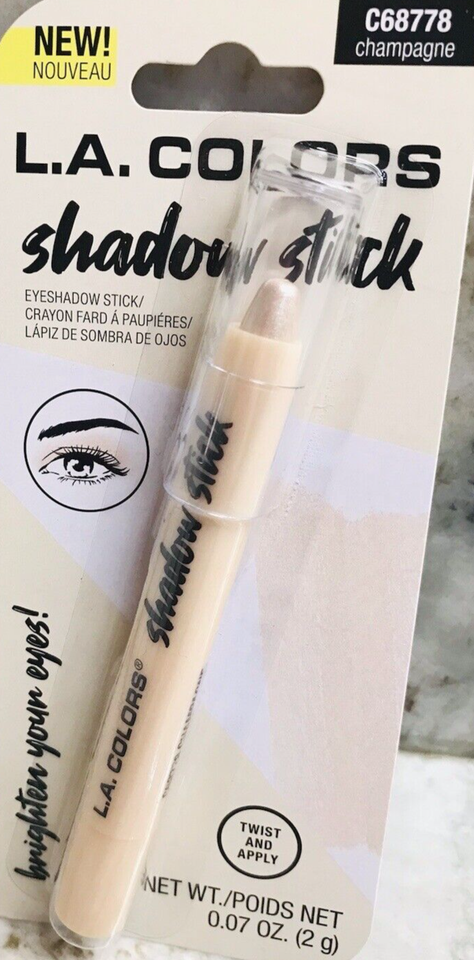 NEW!
NOUVEAU
C68778
champagne
L.A. COLORS
shadow stick
EYESHADOW STICK/
CRAYON FARD Á PAUPIÉRES/
LÁPIZ DE SOMBRA DE OJOS
shadow stick
L.A. COLORS®
brighten your eyes!
TWIST
AND
APPLY
NET WT./POIDS NET
0.07 OZ. (2 g)